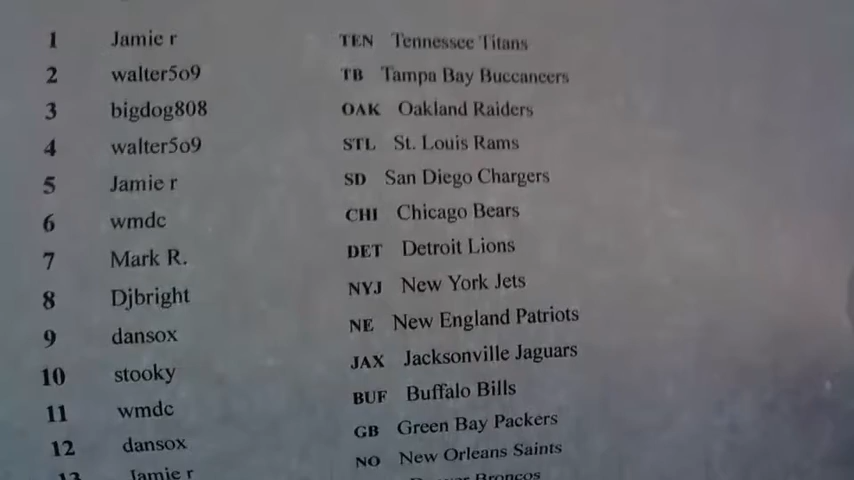 1 Jamie r TEN Tennessee Titans
2 walter5o9 TB Tampa Bay Buccaneers
3 bigdog808 OAK Oakland Raiders
4 walter5o9 STL St. Louis Rams
5 Jamie r SD San Diego Chargers
6 wmdc CHI Chicago Bears
7 Mark R. DET Detroit Lions
8 Djbright NYJ New York Jets
9 dansox NE New England Patriots
10 stooky JAX Jacksonville Jaguars
11 wmdc BUF Buffalo Bills
12 dansox GB Green Bay Packers
13 Jamie r NO New Orleans Saints
Broncos